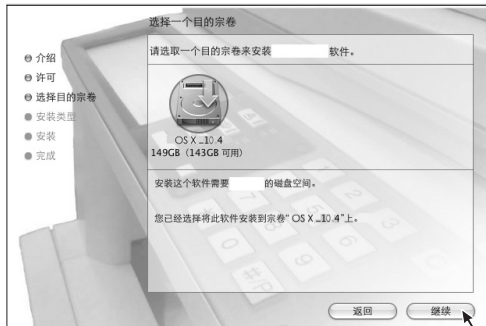 选择一个目的宗卷
请选取一个目的宗卷来安装 软件。
介绍
许可
选择目的宗卷
安装类型
安装
完成
OS X_10.4
149GB（143GB 可用）
安装这个软件需要 的磁盘空间。
您已经选择将此软件安装到宗卷“OS X_10.4”上。
返回
继续